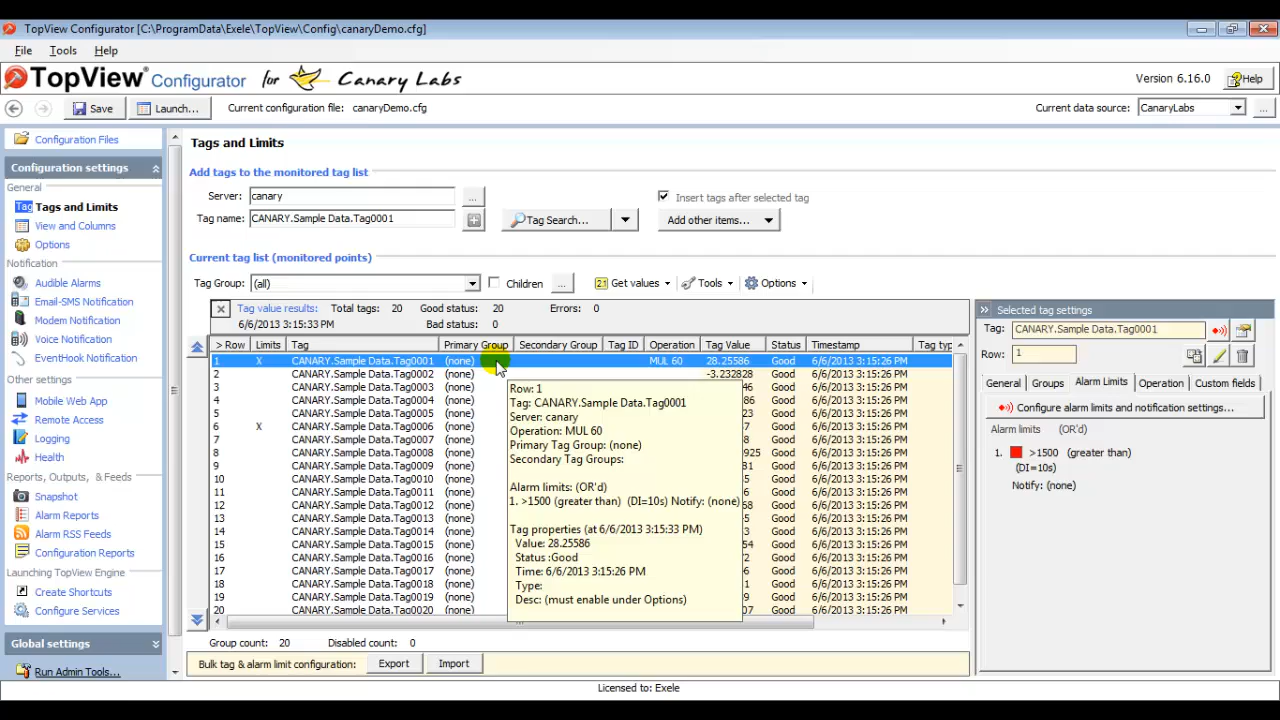 TopView Configurator [C:\ProgramData\Exele\TopView\Config\canaryDemo.cfg]
File Tools Help
TopView® Configurator for Canary Labs
Version 6.16.0 Help
Save Launch... Current configuration file: canaryDemo.cfg Current data source: CanaryLabs ...
Configuration Files
Configuration settings
General
Tag Tags and Limits
View and Columns
Options
Notification
Audible Alarms
Email-SMS Notification
Modem Notification
Voice Notification
EventHook Notification
Other settings
Mobile Web App
Remote Access
Logging
Health
Reports, Outputs, & Feeds
Snapshot
Alarm Reports
Alarm RSS Feeds
Configuration Reports
Launching TopView Engine
Create Shortcuts
Configure Services
Global settings
Run Admin Tools...
Tags and Limits
Add tags to the monitored tag list
Server: canary ... Insert tags after selected tag
Tag name: CANARY.Sample Data.Tag0001 Tag Search... Add other items...
Current tag list (monitored points)
Tag Group: (all) Children ... 2.1 Get values Tools Options
Tag value results: Total tags: 20 Good status: 20 Errors: 0
6/6/2013 3:15:33 PM Bad status: 0
> Row Limits Tag Primary Group Secondary Group Tag ID Operation Tag Value Status Timestamp Tag typ
1 X CANARY.Sample Data.Tag0001 (none) MUL 60 28.25586 Good 6/6/2013 3:15:26 PM
2 CANARY.Sample Data.Tag0002 (none) -3.232828 Good 6/6/2013 3:15:26 PM
3 CANARY.Sample Data.Tag0003 (none) 86 Good 6/6/2013 3:15:26 PM
4 CANARY.Sample Data.Tag0004 (none) 5 Good 6/6/2013 3:15:26 PM
5 CANARY.Sample Data.Tag0005 (none) 3 Good 6/6/2013 3:15:26 PM
6 X CANARY.Sample Data.Tag0006 (none) 7 Good 6/6/2013 3:15:26 PM
7 CANARY.Sample Data.Tag0007 (none) Good 6/6/2013 3:15:26 PM
8 CANARY.Sample Data.Tag0008 (none) 925 Good 6/6/2013 3:15:26 PM
9 CANARY.Sample Data.Tag0009 (none) 31 Good 6/6/2013 3:15:26 PM
10 CANARY.Sample Data.Tag0010 (none) 7 Good 6/6/2013 3:15:26 PM
11 CANARY.Sample Data.Tag0011 (none) 52 Good 6/6/2013 3:15:26 PM
12 CANARY.Sample Data.Tag0012 (none) 58 Good 6/6/2013 3:15:26 PM
13 CANARY.Sample Data.Tag0013 (none) 5 Good 6/6/2013 3:15:26 PM
14 CANARY.Sample Data.Tag0014 (none) 9 Good 6/6/2013 3:15:26 PM
15 CANARY.Sample Data.Tag0015 (none) 54 Good 6/6/2013 3:15:26 PM
16 CANARY.Sample Data.Tag0016 (none) 2 Good 6/6/2013 3:15:26 PM
17 CANARY.Sample Data.Tag0017 (none) 7 Good 6/6/2013 3:15:26 PM
18 CANARY.Sample Data.Tag0018 (none) 9 Good 6/6/2013 3:15:26 PM
19 CANARY.Sample Data.Tag0019 (none) 1 Good 6/6/2013 3:15:26 PM
20 CANARY.Sample Data.Tag0020 (none) 07 Good 6/6/2013 3:15:26 PM
Row: 1
Tag: CANARY.Sample Data.Tag0001
Server: canary
Operation: MUL 60
Primary Tag Group: (none)
Secondary Tag Groups:
Alarm limits: (OR'd)
1. >1500 (greater than) (DI=10s) Notify: (none)
Tag properties (at 6/6/2013 3:15:33 PM)
Value: 28.25586
Status :Good
Time: 6/6/2013 3:15:26 PM
Type:
Desc: (must enable under Options)
Group count: 20 Disabled count: 0
Bulk tag & alarm limit configuration: Export Import
Selected tag settings
Tag: CANARY.Sample Data.Tag0001
Row: 1
General Groups Alarm Limits Operation Custom fields
Configure alarm limits and notification settings...
Alarm limits (OR'd)
1. >1500 (greater than)
(DI=10s)
Notify: (none)
Licensed to: Exele